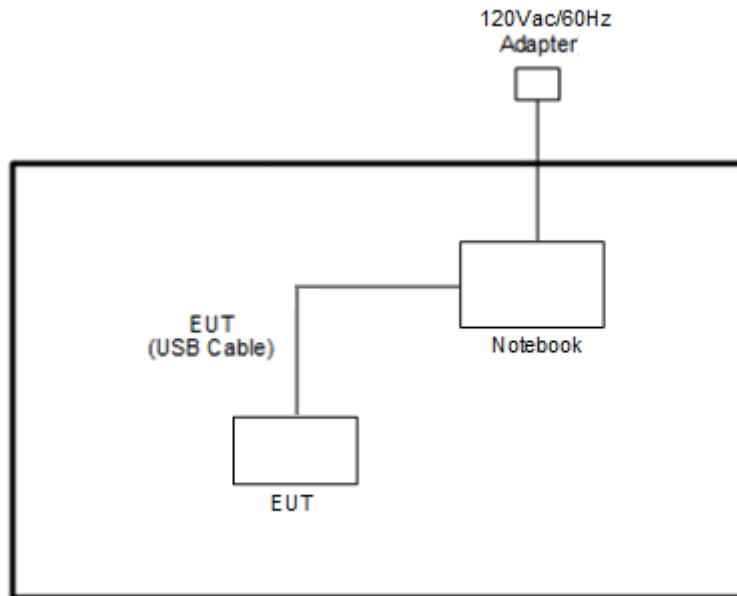 120Vac/60Hz
Adapter
EUT
(USB Cable)
Notebook
EUT